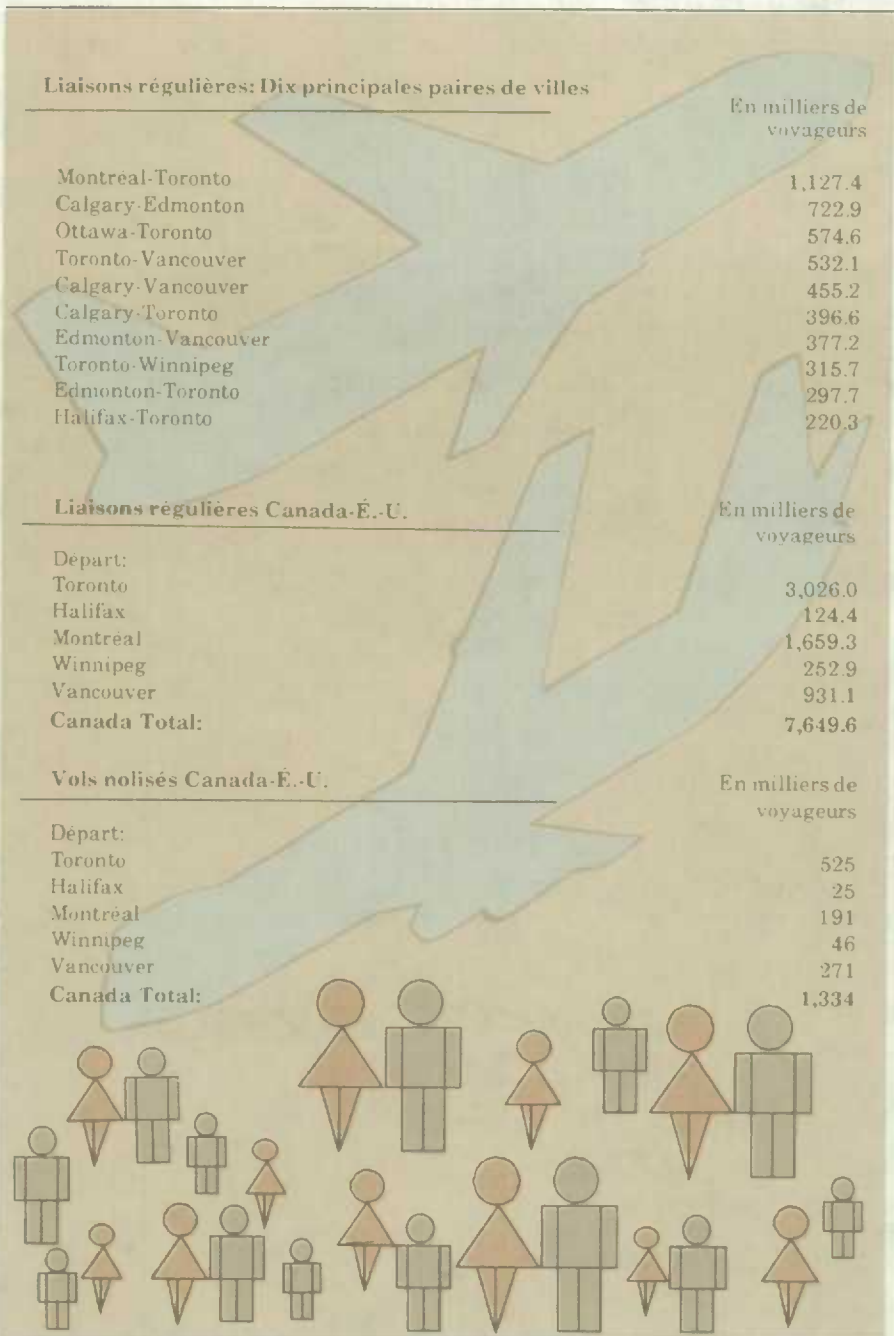 Liaisons régulières: Dix principales paires de villes
En milliers de
voyageurs
Montréal-Toronto 1,127.4
Calgary-Edmonton 722.9
Ottawa-Toronto 574.6
Toronto-Vancouver 532.1
Calgary-Vancouver 455.2
Calgary-Toronto 396.6
Edmonton-Vancouver 377.2
Toronto-Winnipeg 315.7
Edmonton-Toronto 297.7
Halifax-Toronto 220.3
Liaisons régulières Canada-É.-U. En milliers de
voyageurs
Départ:
Toronto 3,026.0
Halifax 124.4
Montréal 1,659.3
Winnipeg 252.9
Vancouver 931.1
Canada Total: 7,649.6
Vols nolisés Canada-É.-U. En milliers de
voyageurs
Départ:
Toronto 525
Halifax 25
Montréal 191
Winnipeg 46
Vancouver 271
Canada Total: 1,334